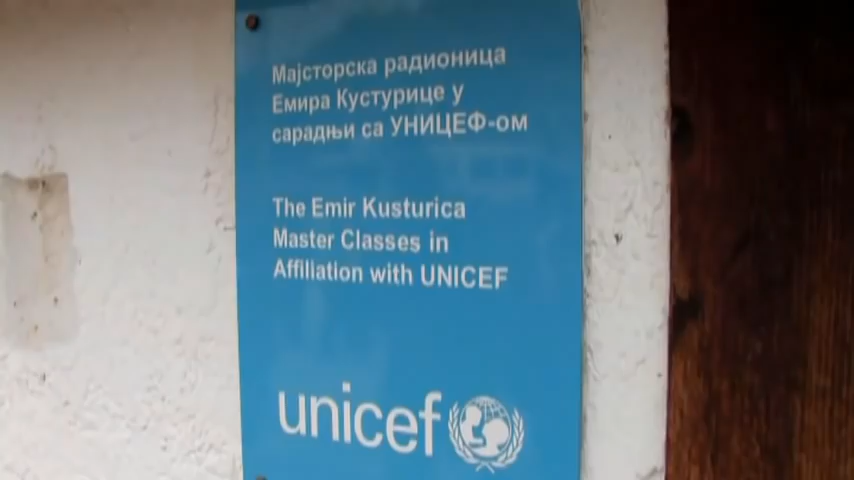 Мајсторска радионица
Емира Кустурице у
сарадњи са УНИЦЕФ-ом
The Emir Kusturica
Master Classes in
Affiliation with UNICEF
unicef